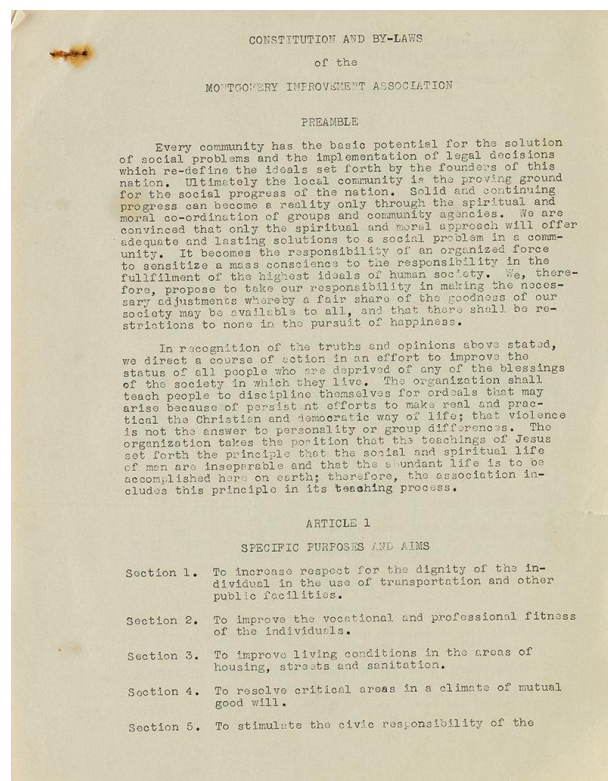 CONSTITUTION AND BY-LAWS
of the
MONTGOMERY IMPROVEMENT ASSOCIATION
PREAMBLE
Every community has the basic potential for the solution
of social problems and the implementation of legal decisions
which re-define the ideals set forth by the founders of this
nation. Ultimately the local community is the proving ground
for the social progress of the nation. Solid and continuing
progress can become a reality only through the spiritual and
moral co-ordination of groups and community agencies. We are
convinced that only the spiritual and moral approach will offer
adequate and lasting solutions to a social problem in a comm-
unity. It becomes the responsibility of an organized force
to sensitize a mass conscience to the responsibility in the
fullfilment of the highest ideals of human society. We, there-
fore, propose to take our responsibility in making the neces-
sary adjustments whereby a fair share of the goodness of our
society may be available to all, and that there shall be re-
strictions to none in the pursuit of happiness.
In recognition of the truths and opinions above stated,
we direct a course of action in an effort to improve the
status of all people who are deprived of any of the blessings
of the society in which they live. The organization shall
teach people to discipline themselves for ordeals that may
arise because of persistent efforts to make real and prac-
tical the Christian and democratic way of life; that violence
is not the answer to personality or group differences. The
organization takes the position that the teachings of Jesus
set forth the principle that the social and spiritual life
of man are inseparable and that the abundant life is to be
accomplished here on earth; therefore, the association in-
cludes this principle in its teaching process.
ARTICLE 1
SPECIFIC PURPOSES AND AIMS
Section 1. To increase respect for the dignity of the in-
dividual in the use of transportation and other
public facilities.
Section 2. To improve the vocational and professional fitness
of the individuals.
Section 3. To improve living conditions in the areas of
housing, streets and sanitation.
Section 4. To resolve critical areas in a climate of mutual
good will.
Section 5. To stimulate the civic responsibility of the